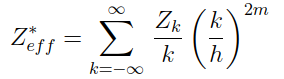 Z*_{eff} = \sum_{k=-\infty}^{\infty} \frac{Z_k}{k} \left( \frac{k}{h} \right)^{2m}